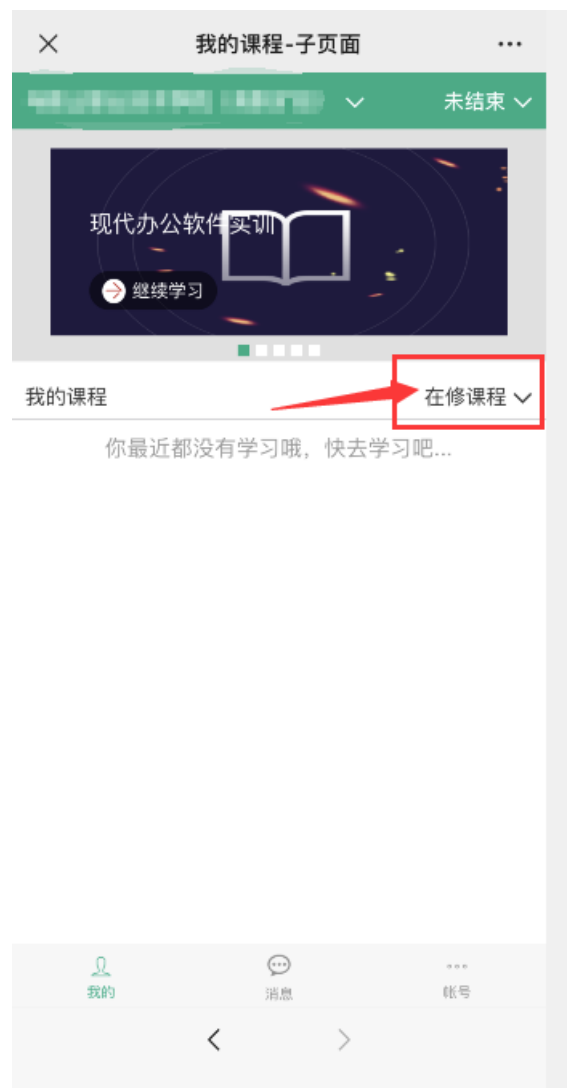 我的课程-子页面
未结束
现代办公软件实训
继续学习
我的课程
在修课程
你最近都没有学习哦，快去学习吧...
我的
消息
帐号